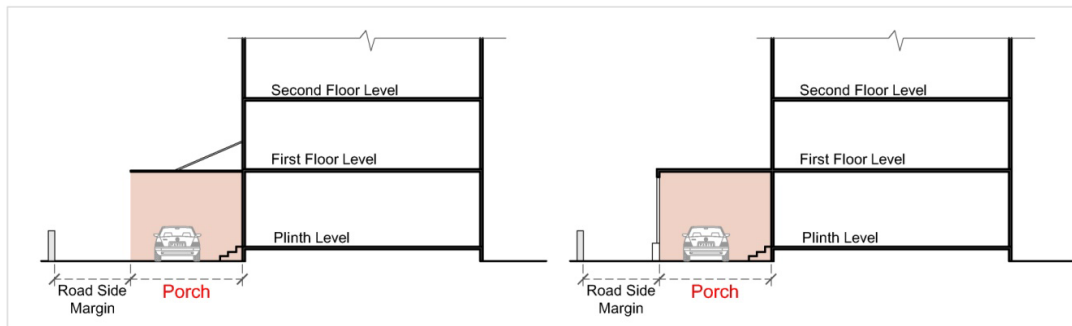 Second Floor Level
First Floor Level
Plinth Level
Road Side
Margin
Porch
Second Floor Level
First Floor Level
Plinth Level
Road Side
Margin
Porch